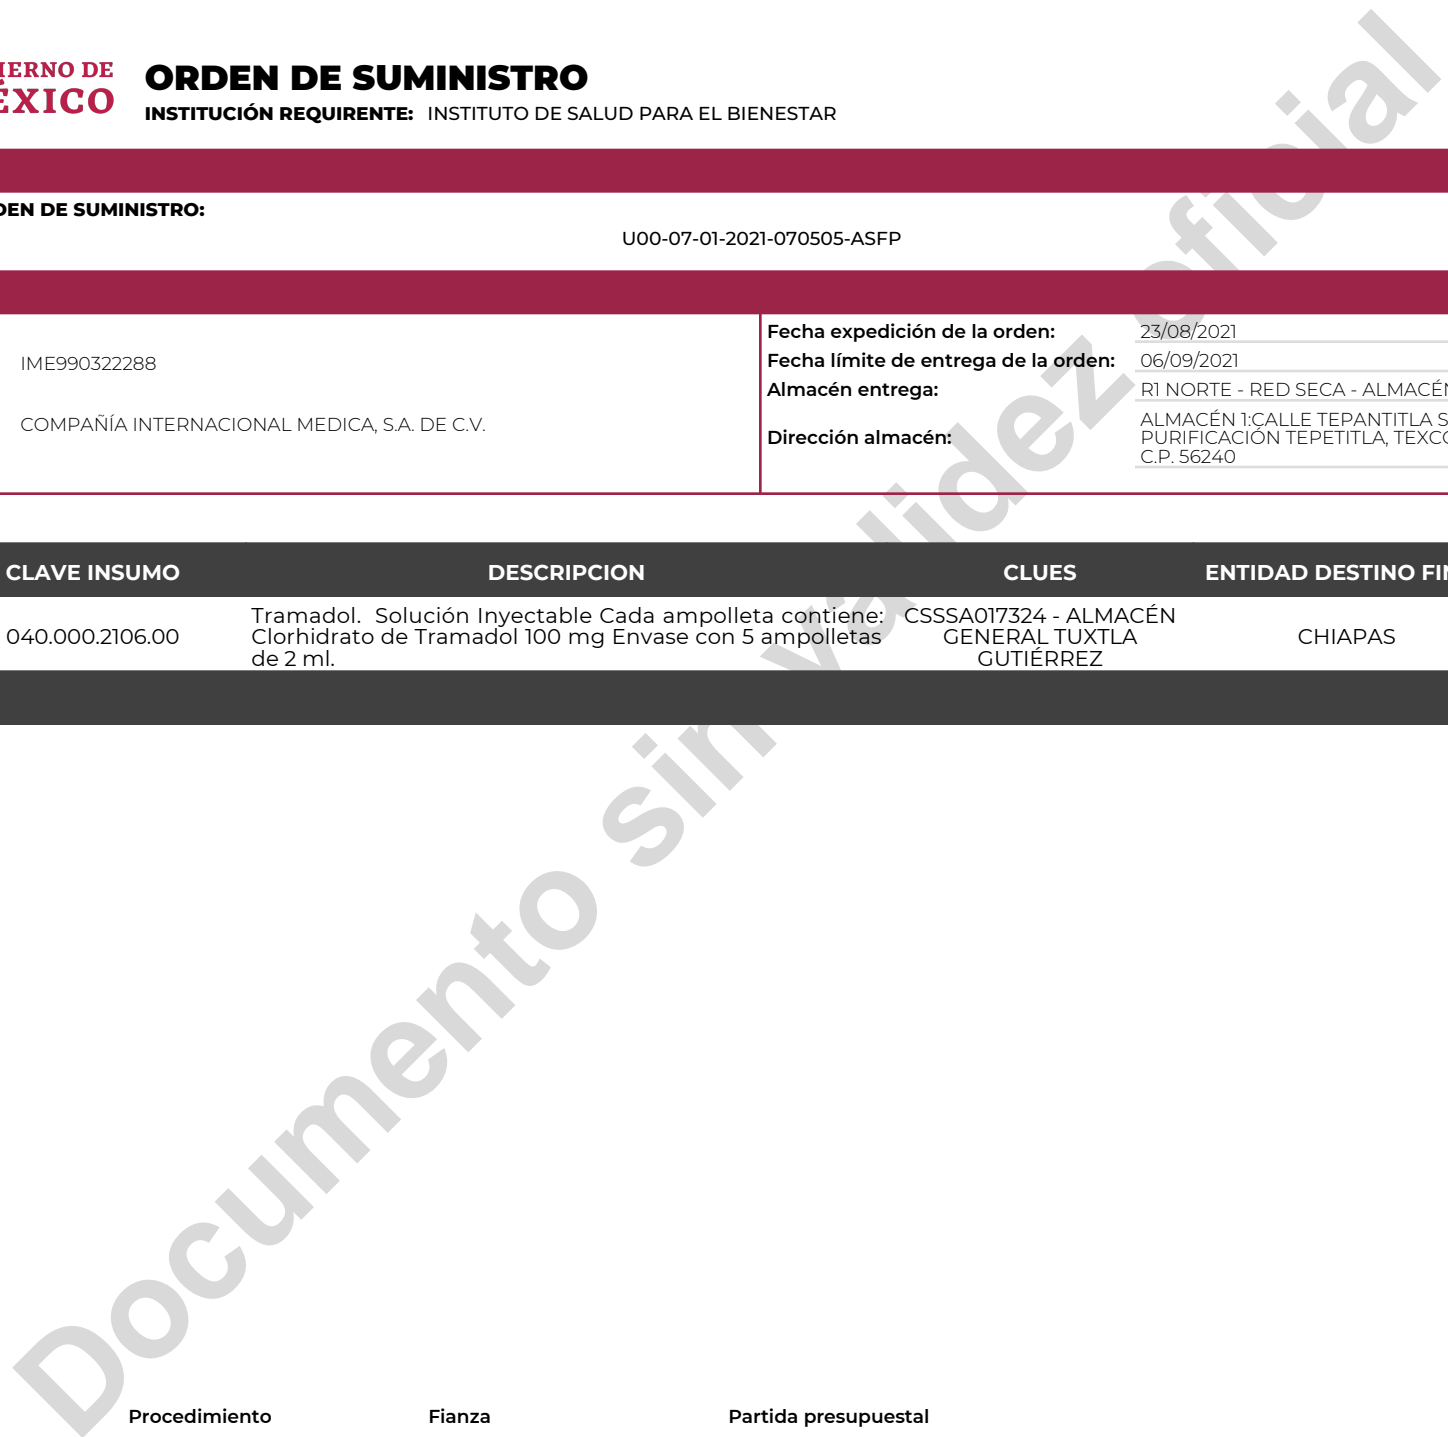 IERNO DE
ÉXICO
ORDEN DE SUMINISTRO
INSTITUCIÓN REQUIRENTE: INSTITUTO DE SALUD PARA EL BIENESTAR
DEN DE SUMINISTRO:
U00-07-01-2021-070505-ASFP
IME990322288
COMPAÑÍA INTERNACIONAL MEDICA, S.A. DE C.V.
Fecha expedición de la orden: 23/08/2021
Fecha límite de entrega de la orden: 06/09/2021
Almacén entrega: R1 NORTE - RED SECA - ALMACÉN
Dirección almacén:
ALMACÉN 1:CALLE TEPANTITLA S
PURIFICACIÓN TEPETITLA, TEXCO
C.P. 56240
CLAVE INSUMO DESCRIPCION CLUES ENTIDAD DESTINO FIN
040.000.2106.00
Tramadol. Solución Inyectable Cada ampolleta contiene:
Clorhidrato de Tramadol 100 mg Envase con 5 ampolletas
de 2 ml.
CSSSA017324 - ALMACÉN
GENERAL TUXTLA
GUTIÉRREZ
CHIAPAS
Documento sin validez oficial
Procedimiento Fianza Partida presupuestal